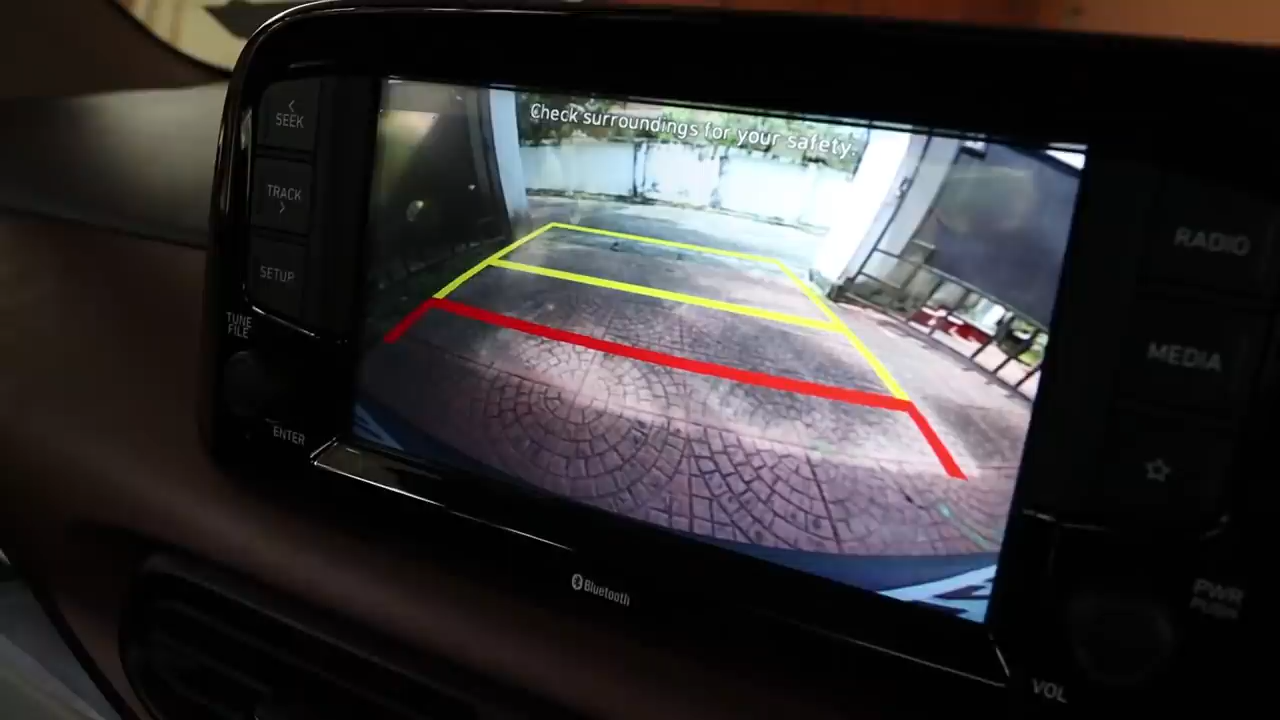 SEEK
TRACK
SETUP
TUNE
FILE
ENTER
Check surroundings for your safety.
Bluetooth
RADIO
MEDIA
PWR
PUSH
VOL